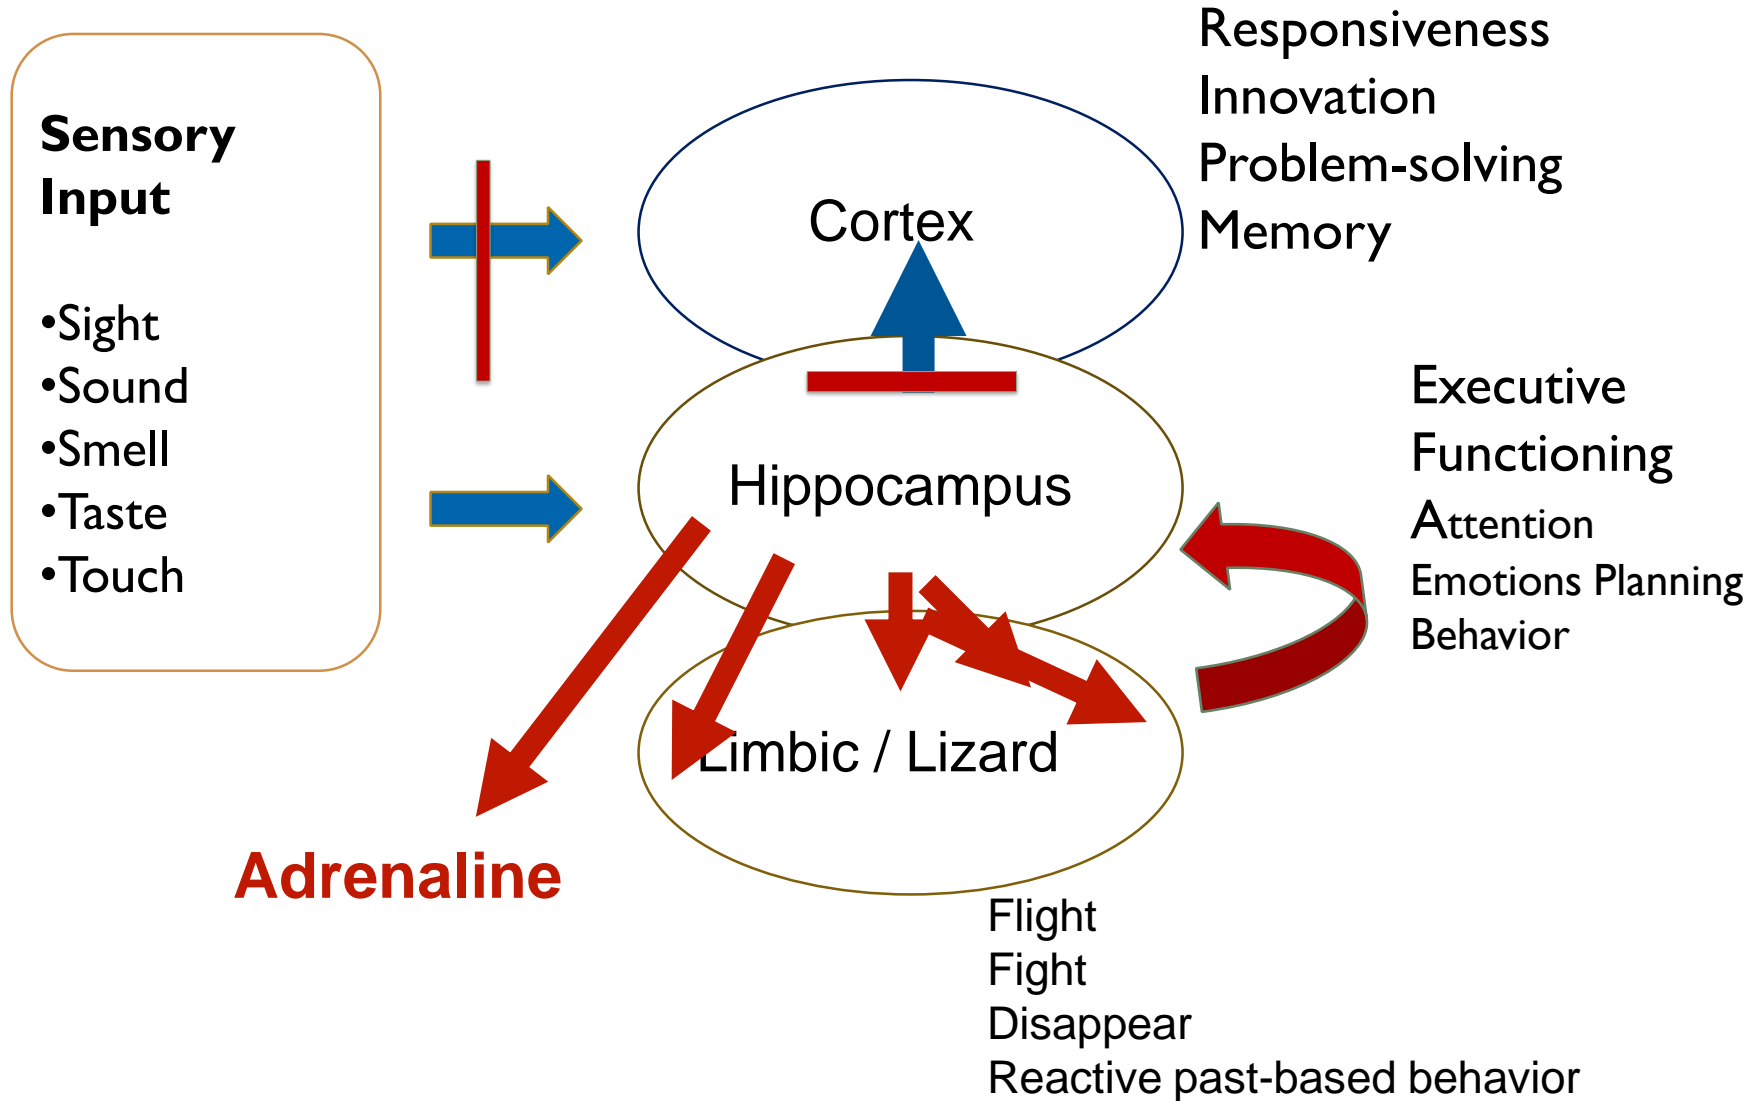 Sensory
Input
•Sight
•Sound
•Smell
•Taste
•Touch
Cortex
Hippocampus
Limbic / Lizard
Adrenaline
Responsiveness
Innovation
Problem-solving
Memory
Executive
Functioning
Attention
Emotions Planning
Behavior
Flight
Fight
Disappear
Reactive past-based behavior